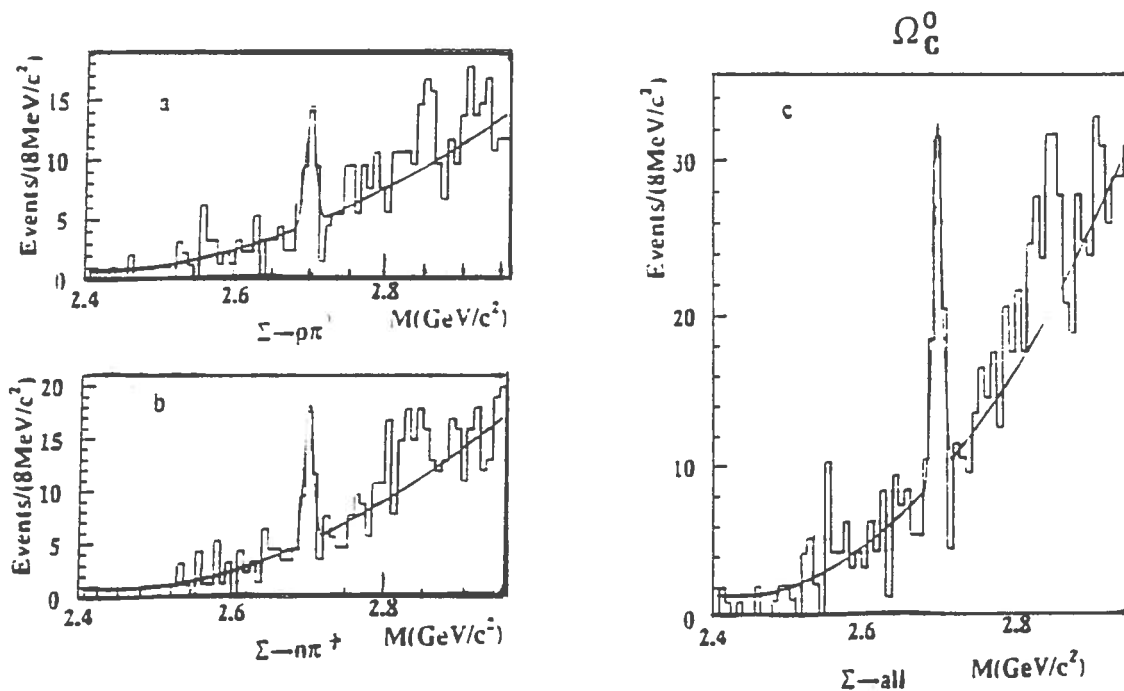 Events/(8MeV/c²)
a
15
10
5
0
2.4
2.6
2.8
M(GeV/c²)
Σ→pπ
Events/(8MeV/c²)
b
20
15
10
5
0
2.4
2.6
2.8
M(GeV/c²)
Σ→nπ⁺
Ω⁰c
Events/(8MeV/c²)
c
30
20
10
0
2.4
2.6
2.8
M(GeV/c²)
Σ→all